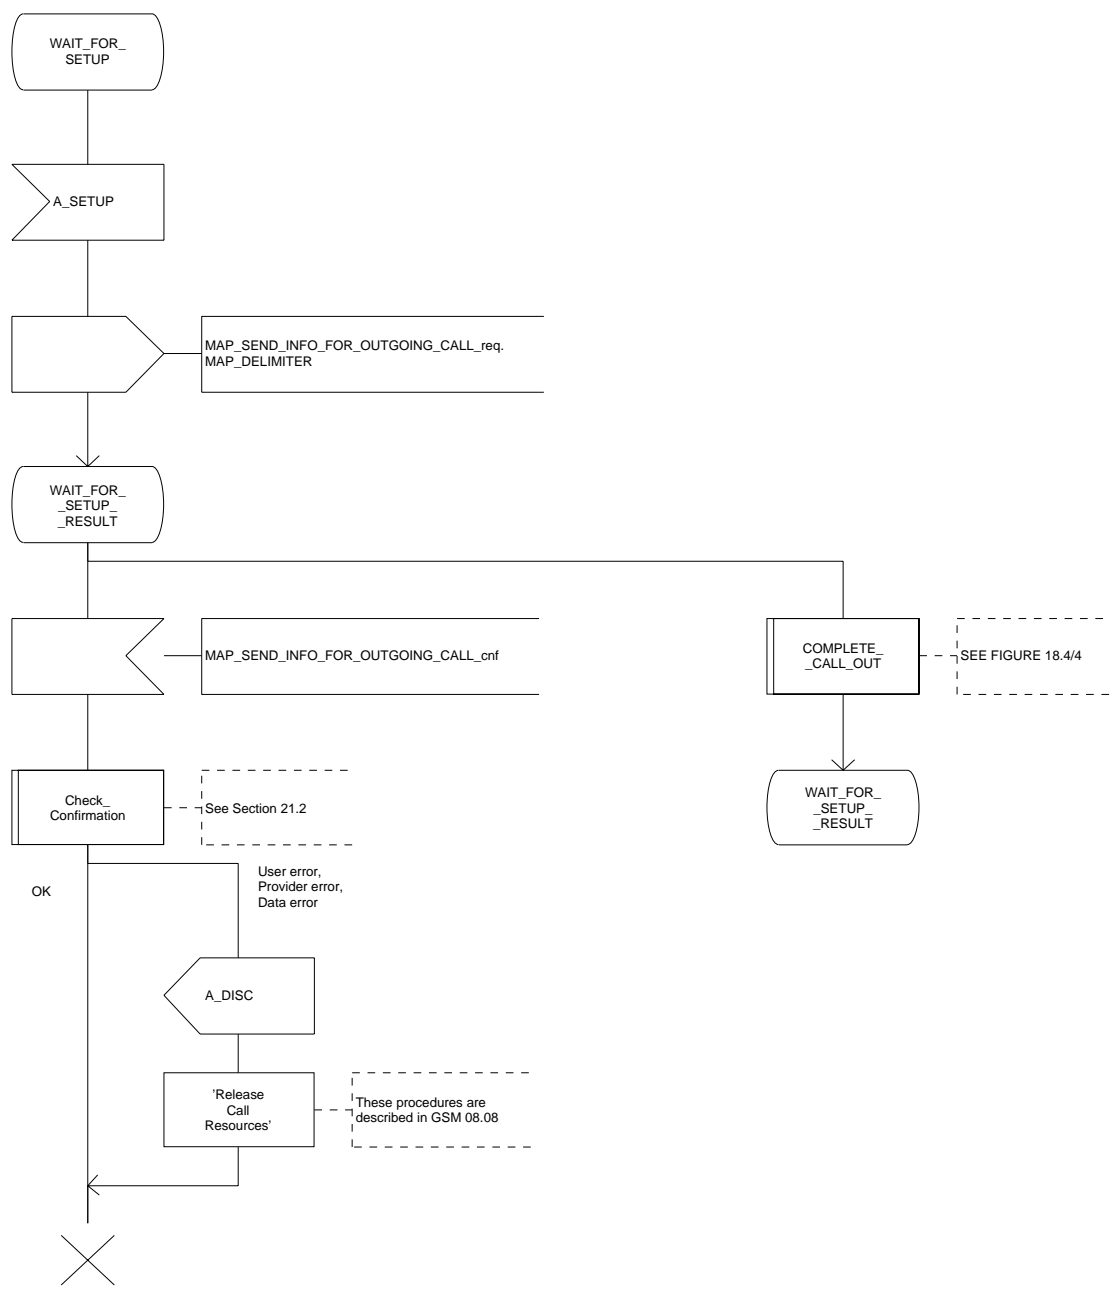 WAIT_FOR_
SETUP
A_SETUP
MAP_SEND_INFO_FOR_OUTGOING_CALL_req.
MAP_DELIMITER
WAIT_FOR_
_SETUP_
_RESULT
MAP_SEND_INFO_FOR_OUTGOING_CALL_cnf
COMPLETE_
_CALL_OUT
SEE FIGURE 18.4/4
Check_
Confirmation
See Section 21.2
WAIT_FOR_
_SETUP_
_RESULT
OK
User error,
Provider error,
Data error
A_DISC
'Release
Call
Resources'
These procedures are
described in GSM 08.08